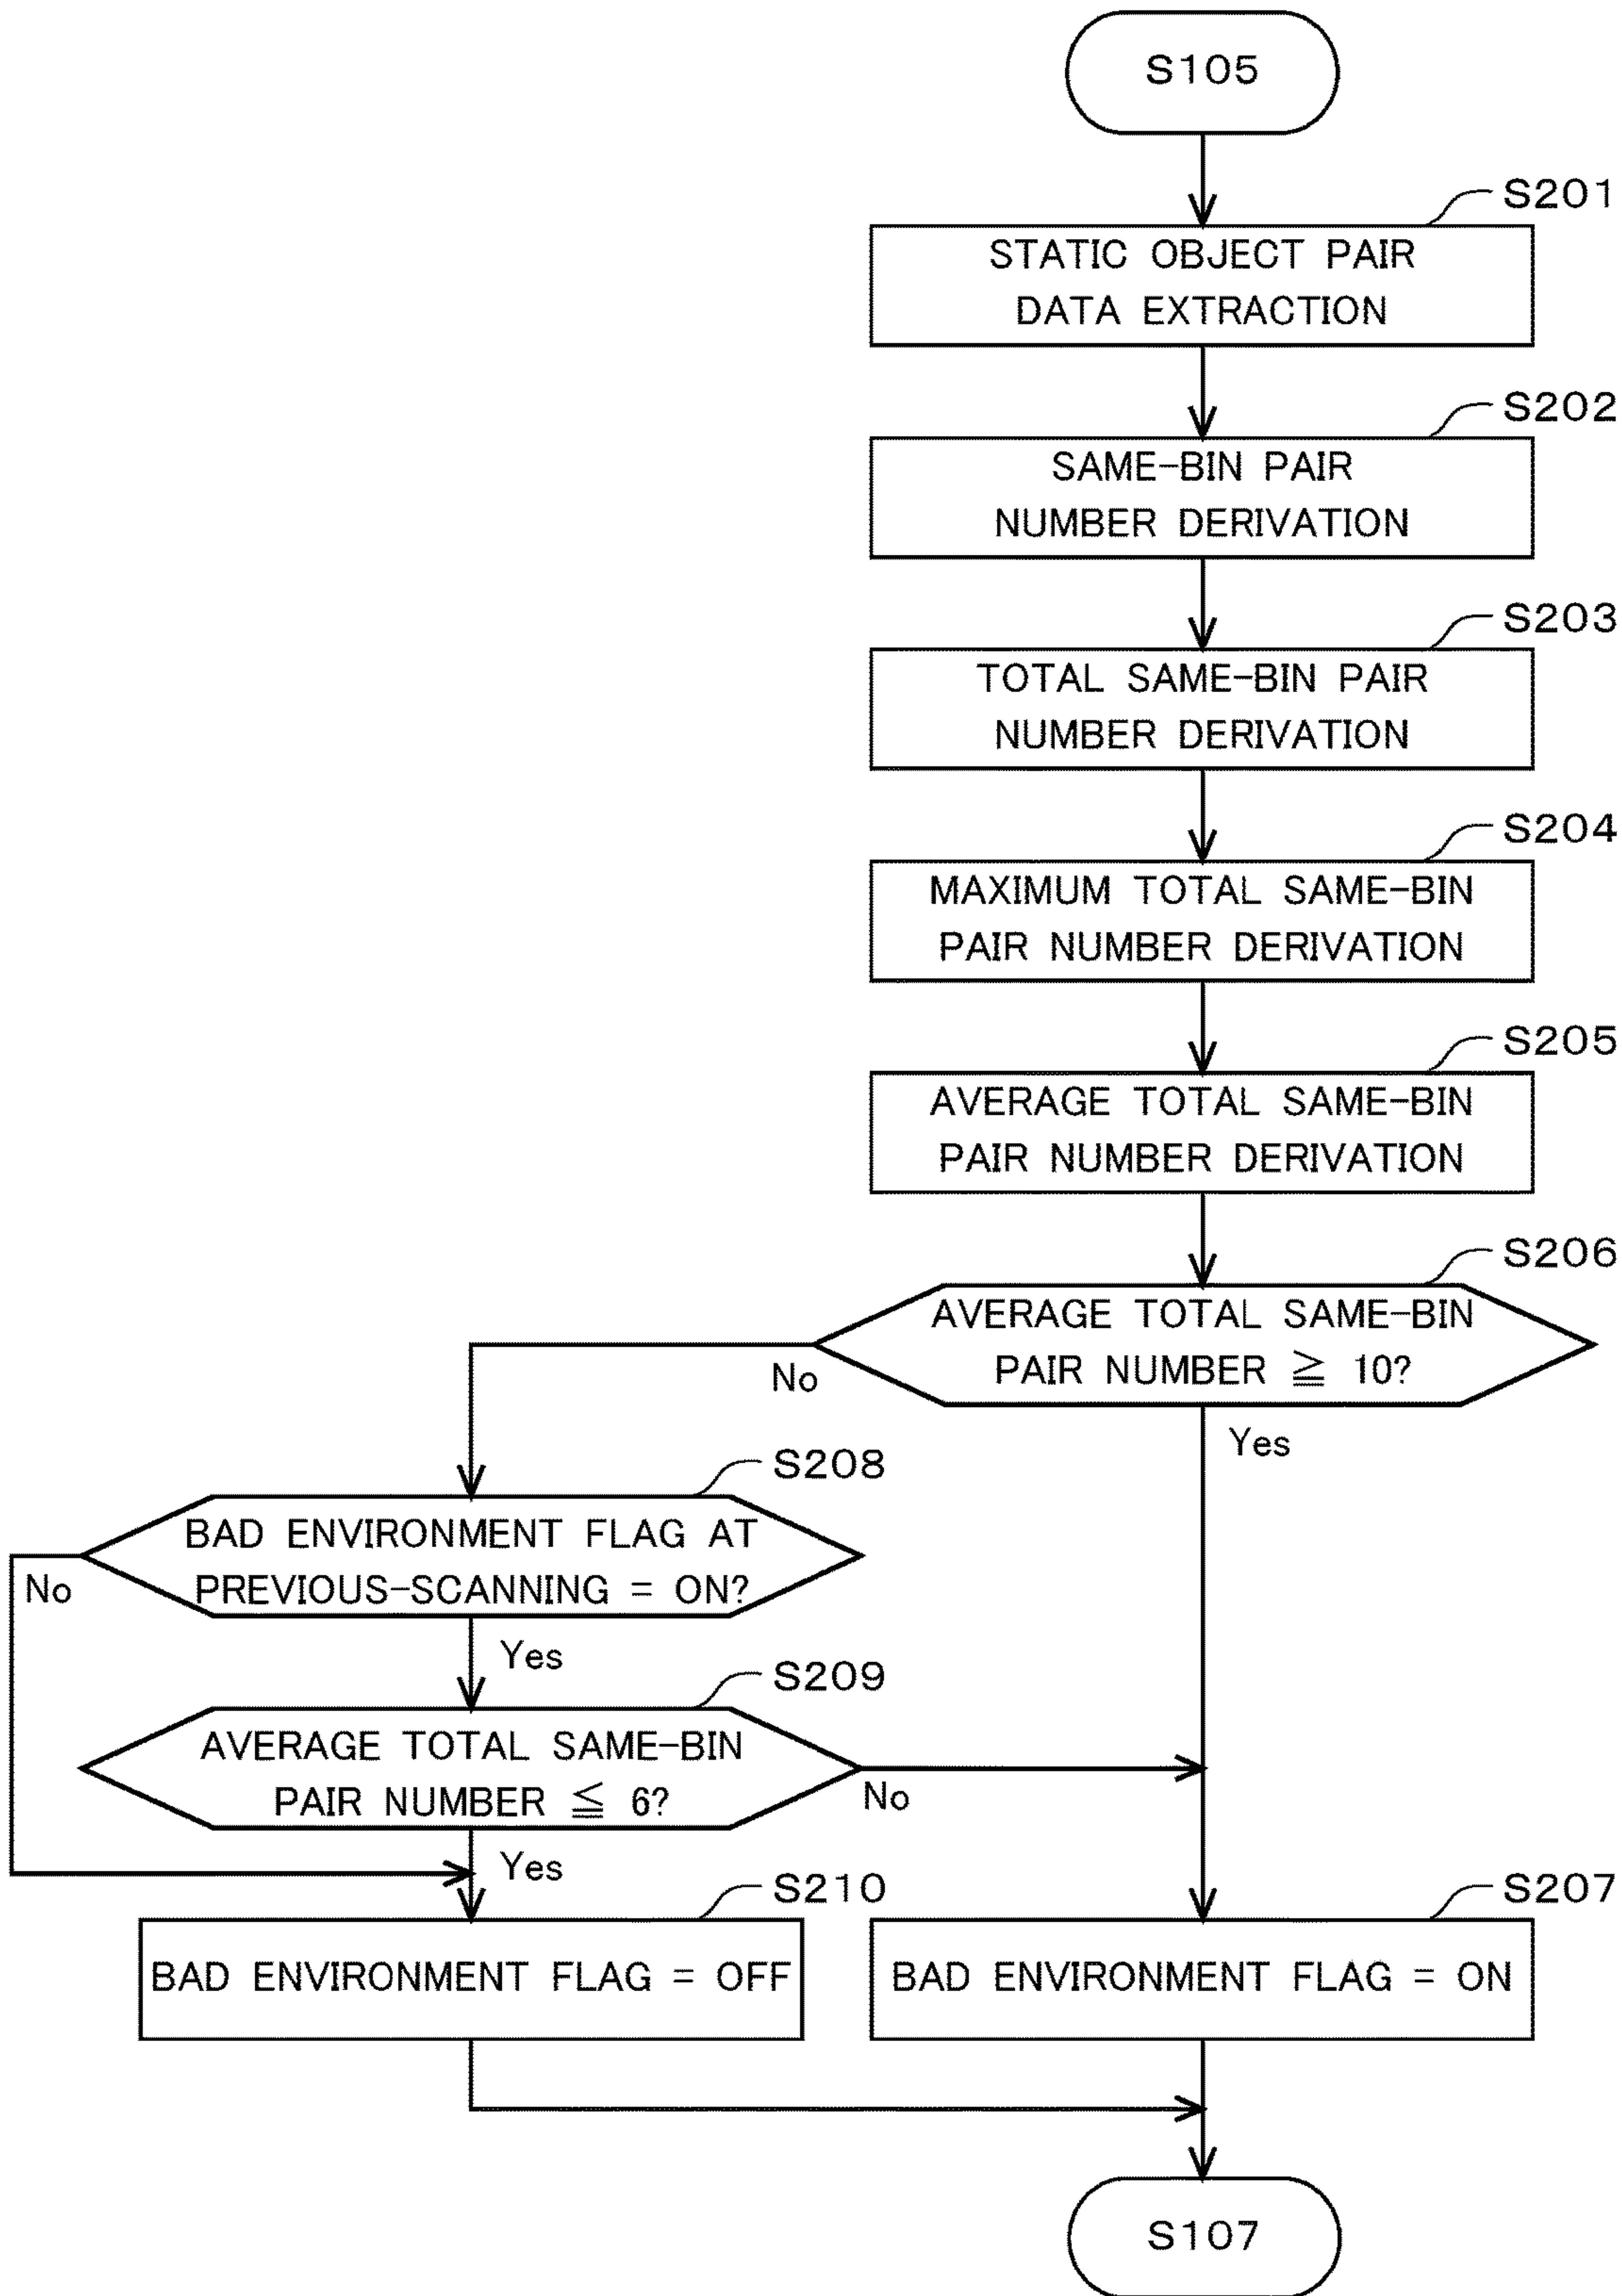 S105
S201
STATIC OBJECT PAIR
DATA EXTRACTION
S202
SAME-BIN PAIR
NUMBER DERIVATION
S203
TOTAL SAME-BIN PAIR
NUMBER DERIVATION
S204
MAXIMUM TOTAL SAME-BIN
PAIR NUMBER DERIVATION
S205
AVERAGE TOTAL SAME-BIN
PAIR NUMBER DERIVATION
S206
AVERAGE TOTAL SAME-BIN
PAIR NUMBER ≧ 10?
No
Yes
S208
BAD ENVIRONMENT FLAG AT
PREVIOUS-SCANNING = ON?
No
Yes
S209
AVERAGE TOTAL SAME-BIN
PAIR NUMBER ≦ 6?
No
Yes
S210
BAD ENVIRONMENT FLAG = OFF
S207
BAD ENVIRONMENT FLAG = ON
S107